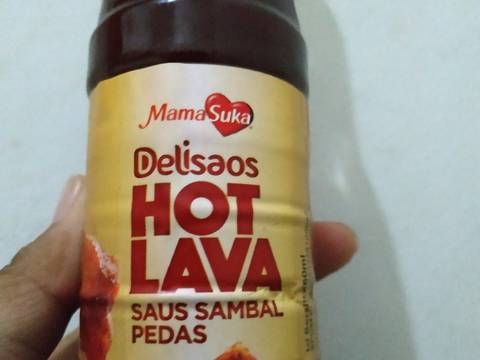 MamaSuka
Delisaos
HOT
LAVA
SAUS SAMBAL
PEDAS